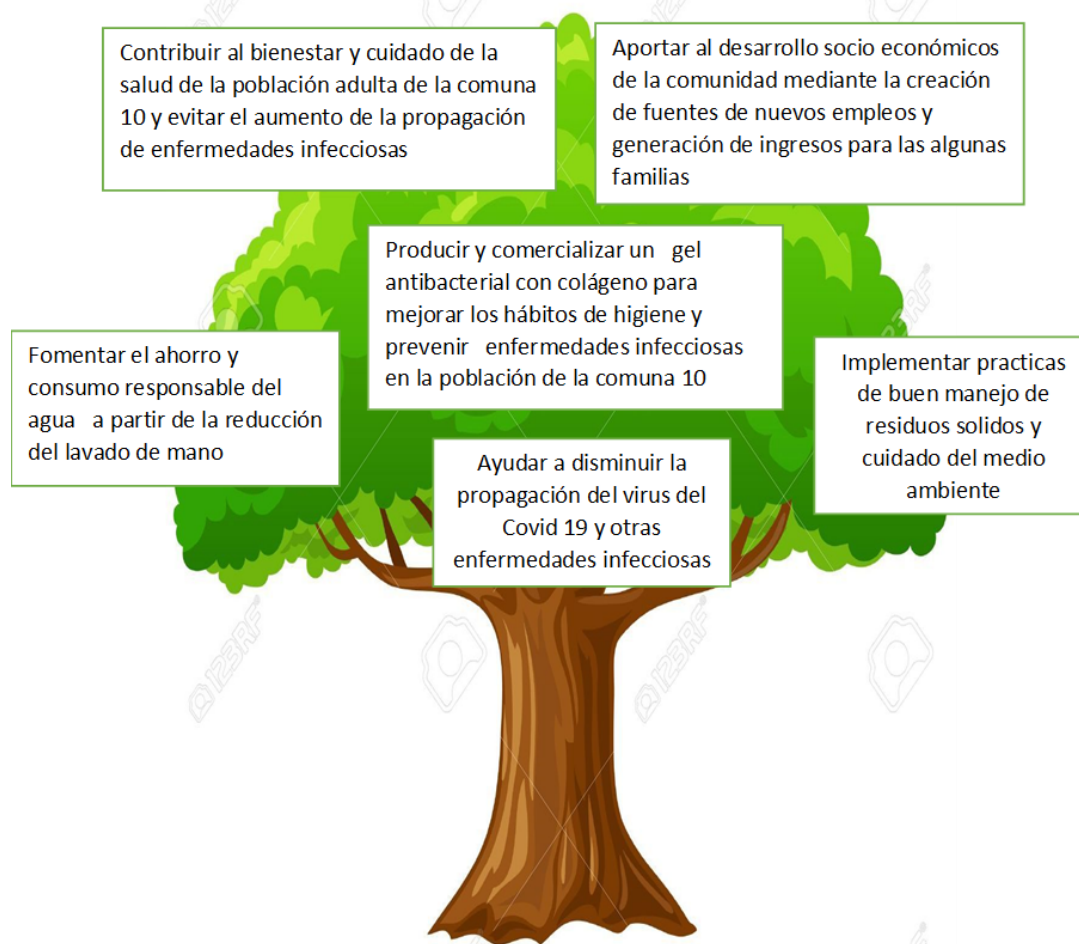 Contribuir al bienestar y cuidado de la
salud de la población adulta de la comuna
10 y evitar el aumento de la propagación
de enfermedades infecciosas
Aportar al desarrollo socio económicos
de la comunidad mediante la creación
de fuentes de nuevos empleos y
generación de ingresos para las algunas
familias
Producir y comercializar un gel
antibacterial con colágeno para
mejorar los hábitos de higiene y
prevenir enfermedades infecciosas
en la población de la comuna 10
Fomentar el ahorro y
consumo responsable del
agua a partir de la reducción
del lavado de mano
Implementar practicas
de buen manejo de
residuos solidos y
cuidado del medio
ambiente
Ayudar a disminuir la
propagación del virus del
Covid 19 y otras
enfermedades infecciosas
123RF
123RF
123RF